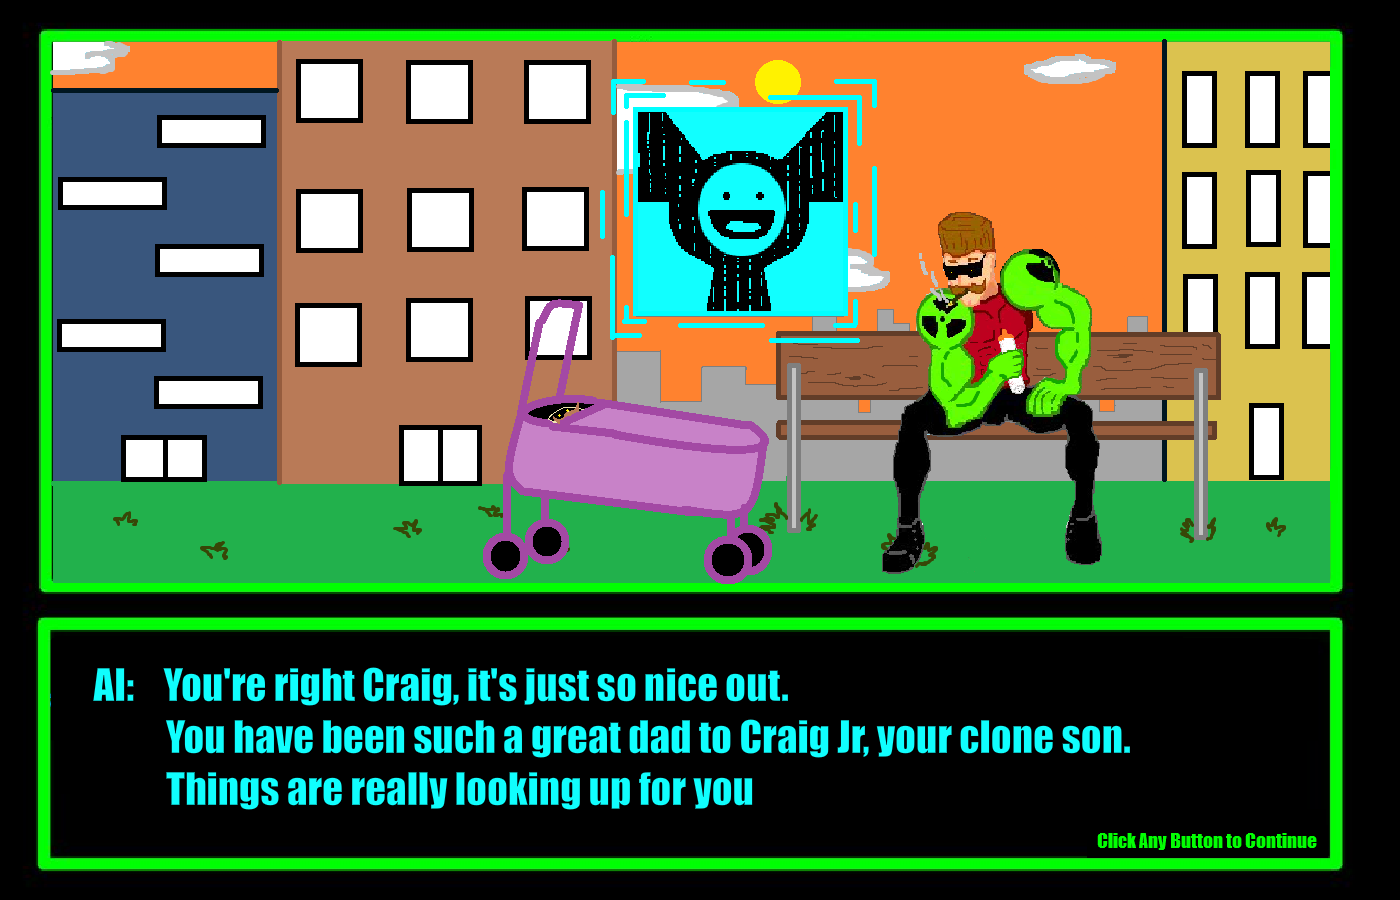 AI: You're right Craig, it's just so nice out.
You have been such a great dad to Craig Jr, your clone son.
Things are really looking up for you
Click Any Button to Continue